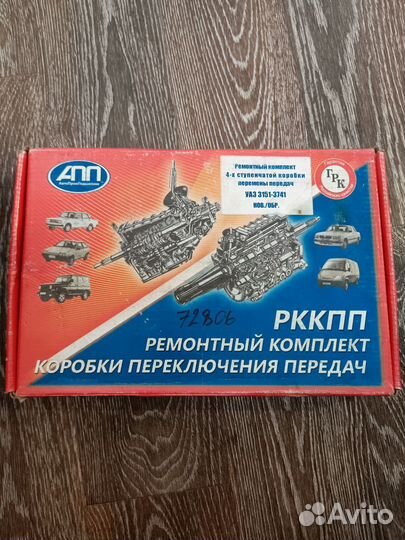 АПП
АвтоПромПодшипник
Ремонтный комплект
4-х ступенчатой коробки
перемены передач
УАЗ 3151-3741
НОВ./ОБР.
ГРК
72806
РККПП
РЕМОНТНЫЙ КОМПЛЕКТ
КОРОБКИ ПЕРЕКЛЮЧЕНИЯ ПЕРЕДАЧ
Avito